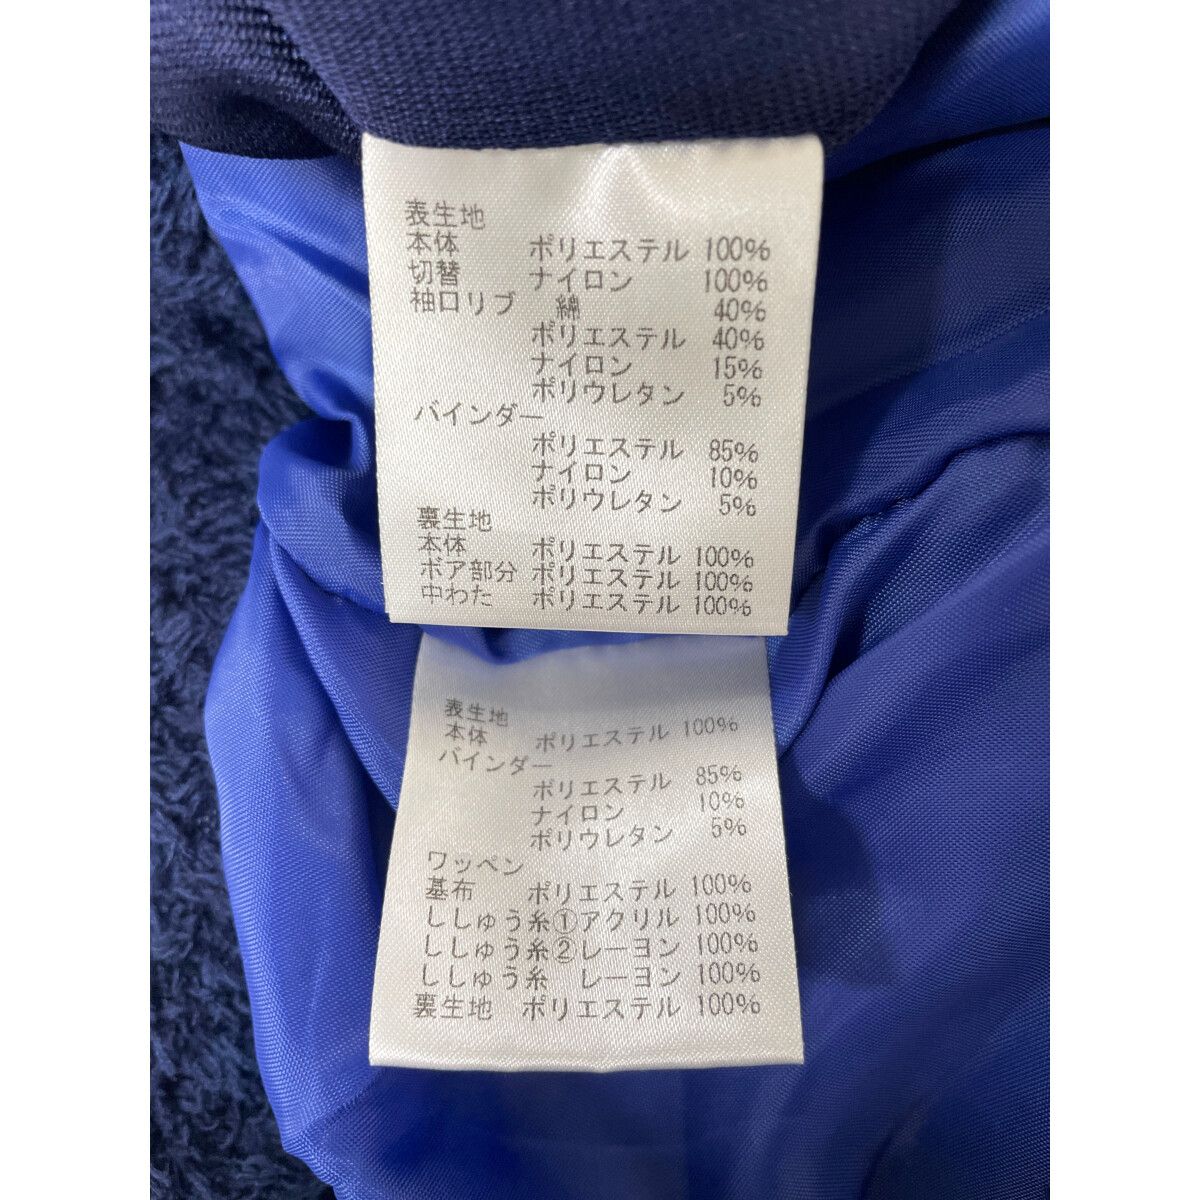 表生地
本体 ポリエステル 100%
切替 ナイロン 100%
袖口リブ 綿 40%
ポリエステル 40%
ナイロン 15%
ポリウレタン 5%
バインダー
ポリエステル 85%
ナイロン 10%
ポリウレタン 5%
裏生地
本体 ポリエステル 100%
ボア部分 ポリエステル 100%
中わた ポリエステル 100%
表生地
本体 ポリエステル 100%
バインダー
ポリエステル 85%
ナイロン 10%
ポリウレタン 5%
ワッペン
基布 ポリエステル 100%
ししゅう糸①アクリル 100%
ししゅう糸②レーヨン 100%
ししゅう糸 レーヨン 100%
裏生地 ポリエステル 100%